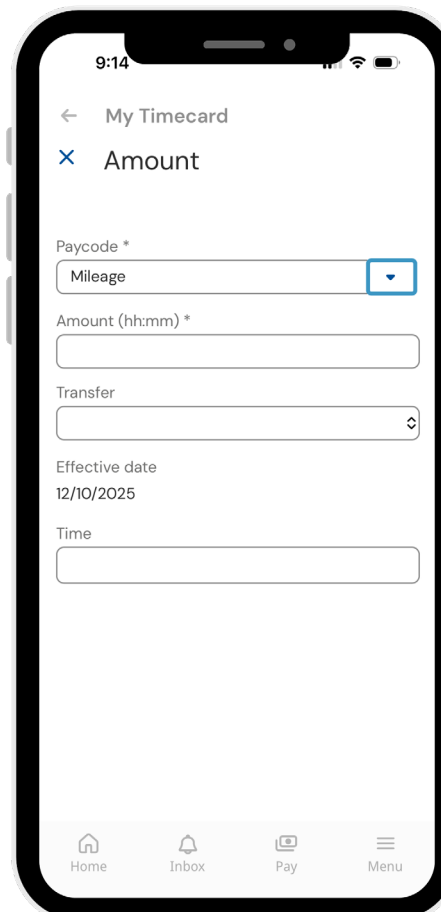 9:14
My Timecard
Amount
Paycode *
Mileage
Amount (hh:mm) *
Transfer
Effective date
12/10/2025
Time
Home Inbox Pay Menu